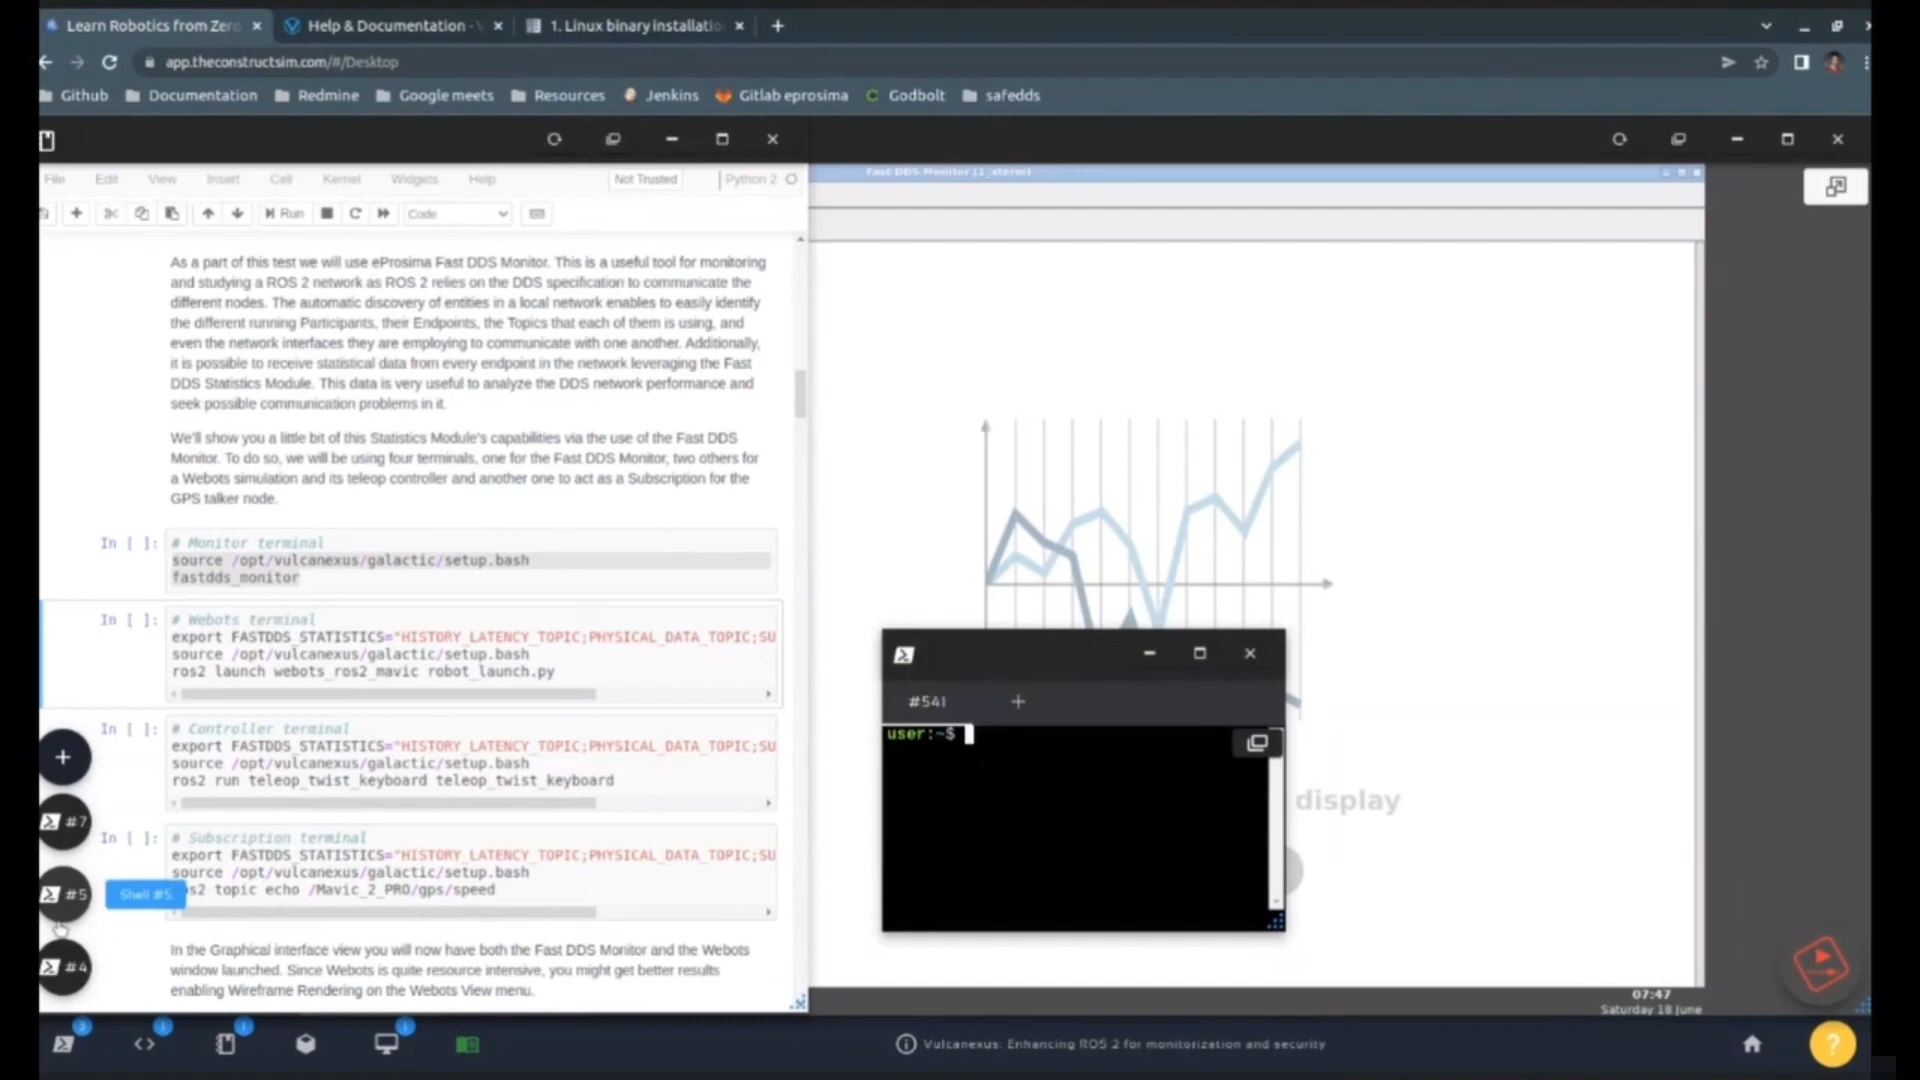 Learn Robotics from Zero
Help & Documentation -
1. Linux binary installatio
app.theconstructsim.com/#/Desktop
Github
Documentation
Redmine
Google meets
Resources
Jenkins
Gitlab eprosima
Godbolt
safedds
File Edit View Insert Cell Kernel Widgets Help
Not Trusted
Python 2
Run
Code
Fast DDS Monitor (1_xterm)
As a part of this test we will use eProsima Fast DDS Monitor. This is a useful tool for monitoring
and studying a ROS 2 network as ROS 2 relies on the DDS specification to communicate the
different nodes. The automatic discovery of entities in a local network enables to easily identify
the different running Participants, their Endpoints, the Topics that each of them is using, and
even the network interfaces they are employing to communicate with one another. Additionally,
it is possible to receive statistical data from every endpoint in the network leveraging the Fast
DDS Statistics Module. This data is very useful to analyze the DDS network performance and
seek possible communication problems in it.
We'll show you a little bit of this Statistics Module's capabilities via the use of the Fast DDS
Monitor. To do so, we will be using four terminals, one for the Fast DDS Monitor, two others for
a Webots simulation and its teleop controller and another one to act as a Subscription for the
GPS talker node.
In [ ]: # Monitor terminal
source /opt/vulcanexus/galactic/setup.bash
fastdds_monitor
In [ ]: # Webots terminal
export FASTDDS_STATISTICS="HISTORY_LATENCY_TOPIC;PHYSICAL_DATA_TOPIC;SU
source /opt/vulcanexus/galactic/setup.bash
ros2 launch webots_ros2_mavic robot_launch.py
In [ ]: # Controller terminal
export FASTDDS_STATISTICS="HISTORY_LATENCY_TOPIC;PHYSICAL_DATA_TOPIC;SU
source /opt/vulcanexus/galactic/setup.bash
ros2 run teleop_twist_keyboard teleop_twist_keyboard
In [ ]: # Subscription terminal
export FASTDDS_STATISTICS="HISTORY_LATENCY_TOPIC;PHYSICAL_DATA_TOPIC;SU
source /opt/vulcanexus/galactic/setup.bash
os2 topic echo /Mavic_2_PRO/gps/speed
In the Graphical interface view you will now have both the Fast DDS Monitor and the Webots
window launched. Since Webots is quite resource intensive, you might get better results
enabling Wireframe Rendering on the Webots View menu.
#7
#5
Shell #5
#4
#541
user:~$
display
07:47
Saturday 18 June
3
1
1
1
Vulcanexus: Enhancing ROS 2 for monitorization and security
?